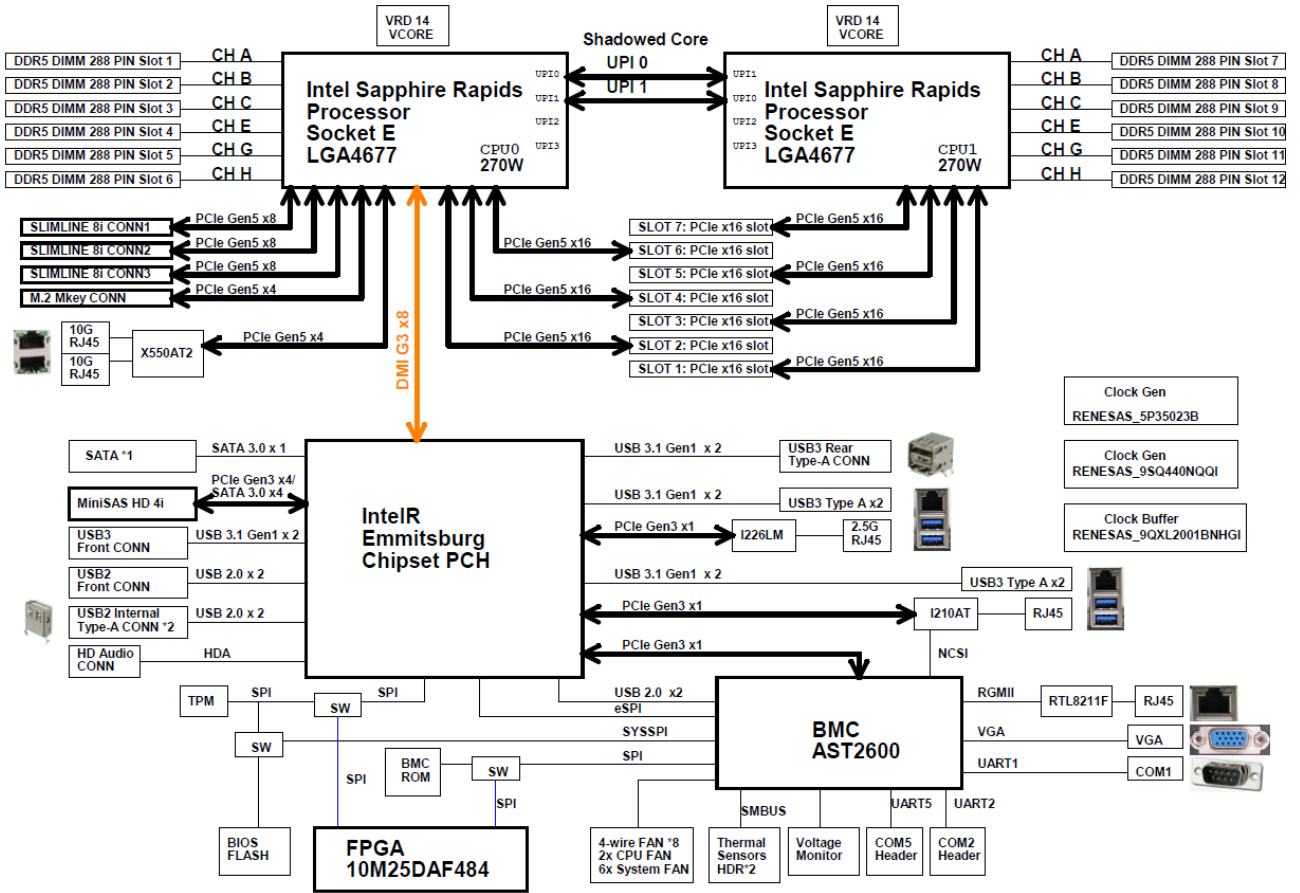 VRD 14
VCORE
VRD 14
VCORE
Shadowed Core
UPI 0
UPI 1
DDR5 DIMM 288 PIN Slot 1
CH A
DDR5 DIMM 288 PIN Slot 2
CH B
DDR5 DIMM 288 PIN Slot 3
CH C
DDR5 DIMM 288 PIN Slot 4
CH E
DDR5 DIMM 288 PIN Slot 5
CH G
DDR5 DIMM 288 PIN Slot 6
CH H
Intel Sapphire Rapids
Processor
Socket E
LGA4677
CPU0
270W
UPI0
UPI1
UPI2
UPI3
UPI1
UPI0
UPI2
UPI3
Intel Sapphire Rapids
Processor
Socket E
LGA4677
CPU1
270W
CH A
DDR5 DIMM 288 PIN Slot 7
CH B
DDR5 DIMM 288 PIN Slot 8
CH C
DDR5 DIMM 288 PIN Slot 9
CH E
DDR5 DIMM 288 PIN Slot 10
CH G
DDR5 DIMM 288 PIN Slot 11
CH H
DDR5 DIMM 288 PIN Slot 12
SLIMLINE 8i CONN1
PCIe Gen5 x8
SLIMLINE 8i CONN2
PCIe Gen5 x8
SLIMLINE 8i CONN3
PCIe Gen5 x8
M.2 Mkey CONN
PCIe Gen5 x4
10G
RJ45
10G
RJ45
X550AT2
PCIe Gen5 x4
DMI G3 x8
SLOT 7: PCIe x16 slot
PCIe Gen5 x16
PCIe Gen5 x16
SLOT 6: PCIe x16 slot
SLOT 5: PCIe x16 slot
PCIe Gen5 x16
PCIe Gen5 x16
SLOT 4: PCIe x16 slot
SLOT 3: PCIe x16 slot
PCIe Gen5 x16
PCIe Gen5 x16
SLOT 2: PCIe x16 slot
SLOT 1: PCIe x16 slot
PCIe Gen5 x16
Clock Gen
RENESAS_5P35023B
Clock Gen
RENESAS_9SQ440NQQI
Clock Buffer
RENESAS_9QXL2001BNHGI
SATA *1
SATA 3.0 x 1
MiniSAS HD 4i
PCIe Gen3 x4/
SATA 3.0 x4
USB3
Front CONN
USB 3.1 Gen1 x 2
USB2
Front CONN
USB 2.0 x 2
USB2 Internal
Type-A CONN *2
USB 2.0 x 2
HD Audio
CONN
HDA
IntelR
Emmitsburg
Chipset PCH
USB 3.1 Gen1 x 2
USB3 Rear
Type-A CONN
USB 3.1 Gen1 x 2
USB3 Type A x2
PCIe Gen3 x1
I226LM
2.5G
RJ45
USB 3.1 Gen1 x 2
USB3 Type A x2
PCIe Gen3 x1
I210AT
RJ45
PCIe Gen3 x1
NCSI
TPM
SPI
SW
SPI
USB 2.0 x2
eSPI
SW
SYSSPI
SPI
BMC
ROM
SW
SPI
SPI
BMC
AST2600
RGMII
RTL8211F
RJ45
VGA
VGA
UART1
COM1
BIOS
FLASH
FPGA
10M25DAF484
SMBUS
UART5
UART2
4-wire FAN *8
2x CPU FAN
6x System FAN
Thermal
Sensors
HDR*2
Voltage
Monitor
COM5
Header
COM2
Header